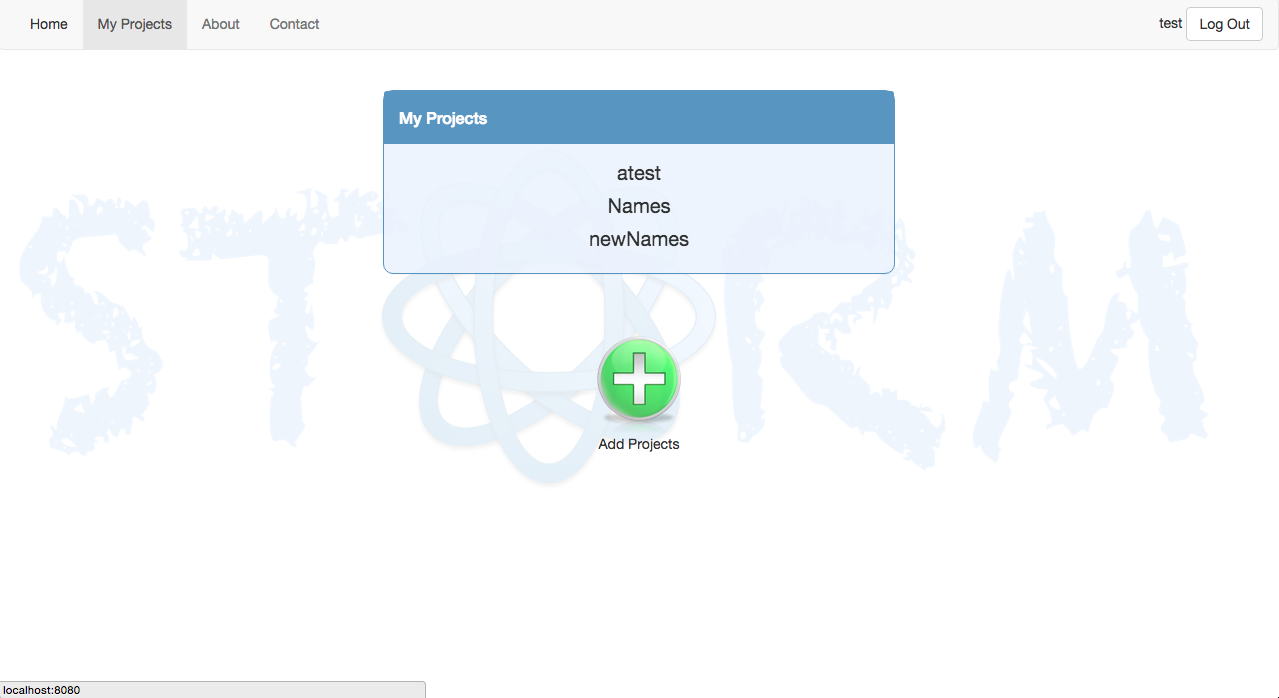 Home My Projects About Contact test Log Out
My Projects
atest
Names
newNames
STORM
Add Projects
localhost:8080